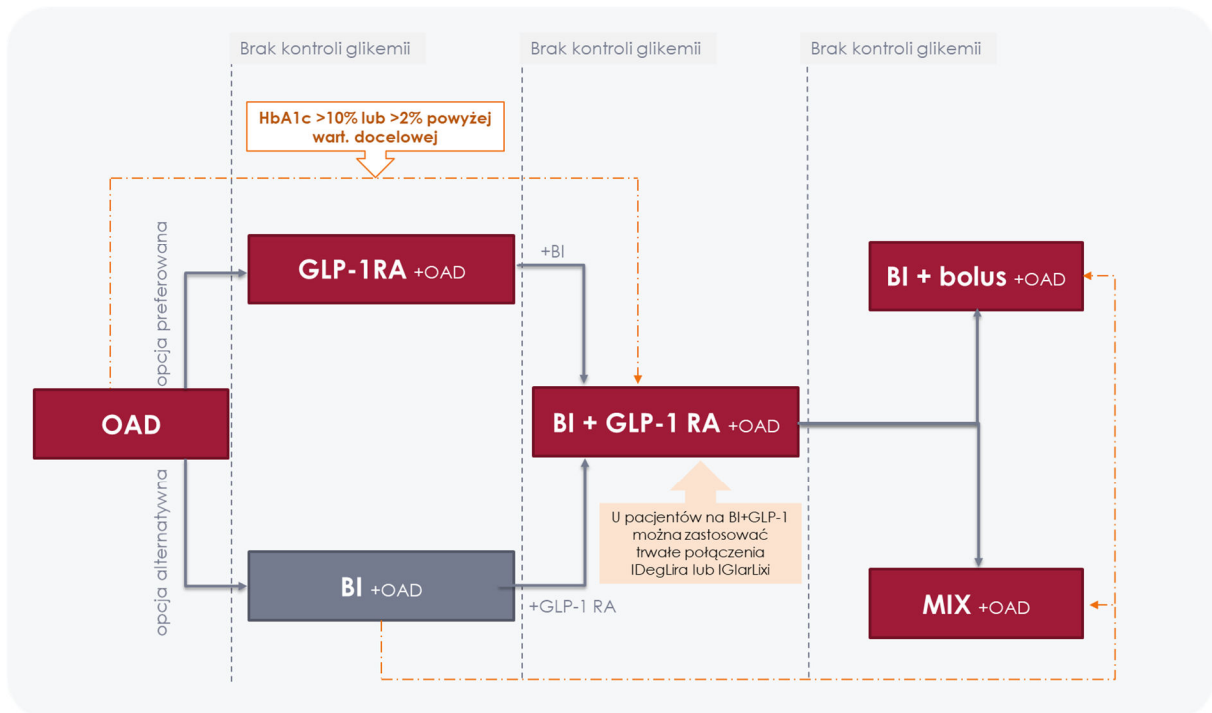 Brak kontroli glikemii
Brak kontroli glikemii
Brak kontroli glikemii
HbA1c >10% lub >2% powyżej
wart. docelowej
opcja preferowana
GLP-1RA +OAD
+BI
BI + bolus +OAD
OAD
BI + GLP-1 RA +OAD
opcja alternatywna
U pacjentów na BI+GLP-1
można zastosować
trwałe połączenia
IDegLira lub IGlarLixi
BI +OAD
+GLP-1 RA
MIX +OAD